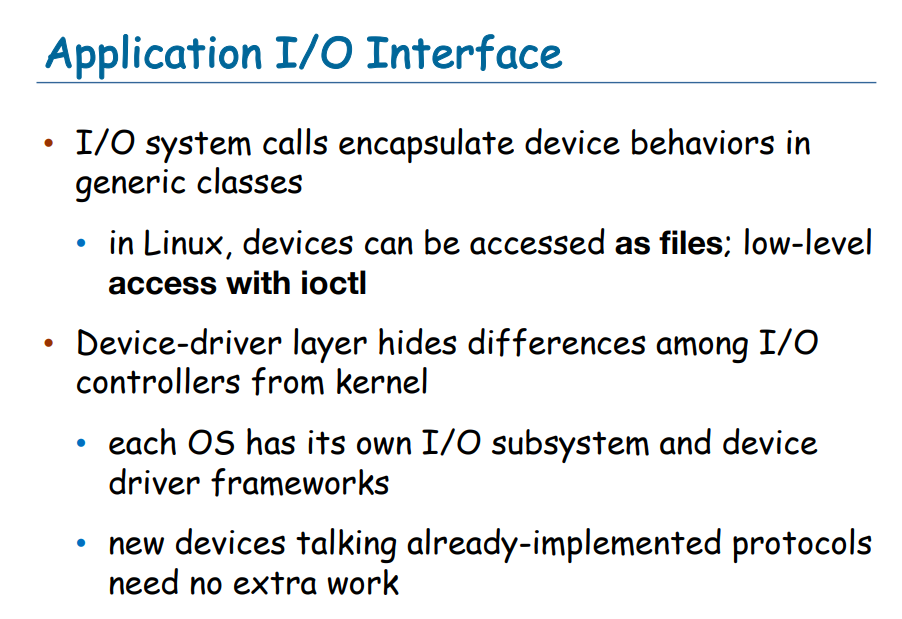 Application I/O Interface
• I/O system calls encapsulate device behaviors in
generic classes
• in Linux, devices can be accessed as files; low-level
access with ioctl
• Device-driver layer hides differences among I/O
controllers from kernel
• each OS has its own I/O subsystem and device
driver frameworks
• new devices talking already-implemented protocols
need no extra work